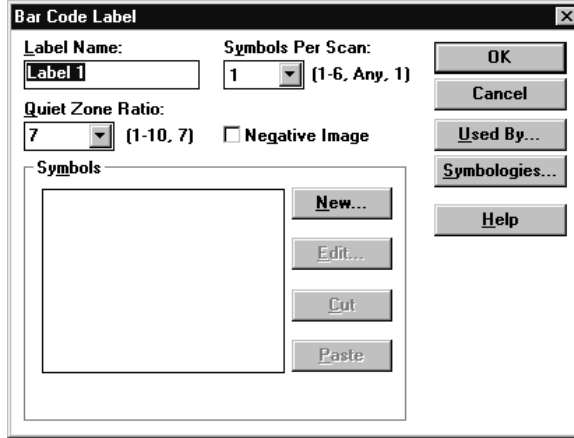 Bar Code Label
Label Name:
Label 1
Symbols Per Scan:
1 (1-6, Any, 1)
Quiet Zone Ratio:
7 (1-10, 7)
Negative Image
Symbols
New...
Edit...
Cut
Paste
OK
Cancel
Used By...
Symbologies...
Help